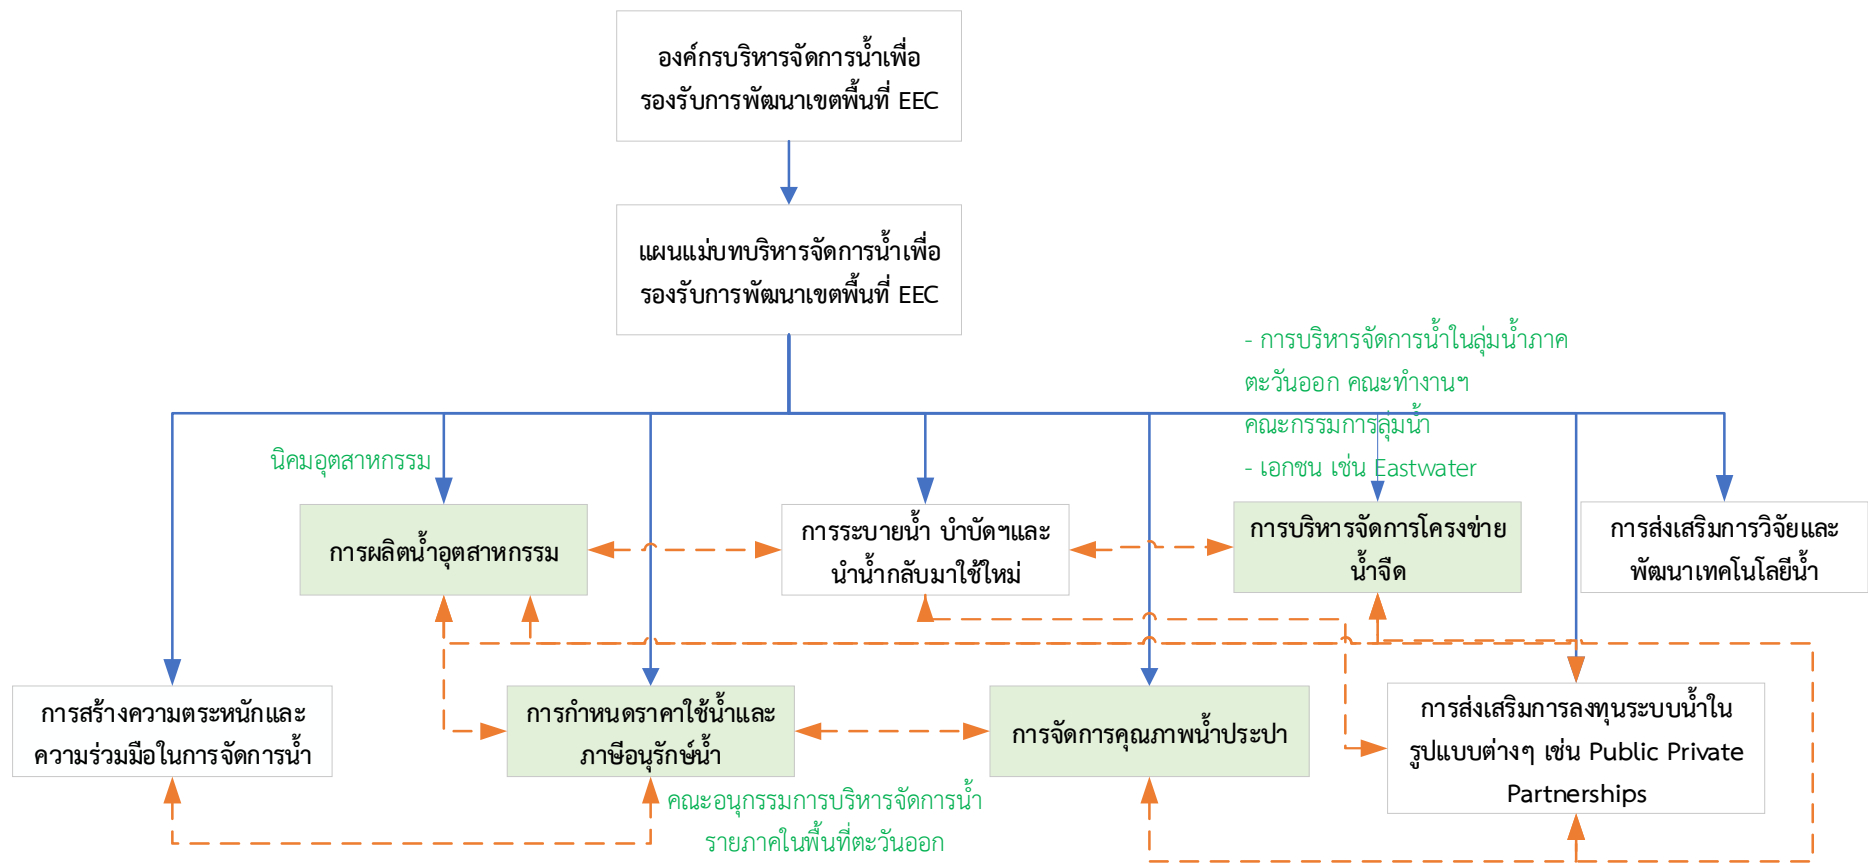 องค์กรบริหารจัดการน้ำเพื่อ
รองรับการพัฒนาเขตพื้นที่ EEC
แผนแม่บทบริหารจัดการน้ำเพื่อ
รองรับการพัฒนาเขตพื้นที่ EEC
- การบริหารจัดการน้ำในลุ่มน้ำภาค
ตะวันออก คณะทำงานฯ
คณะกรรมการลุ่มน้ำ
- เอกชน เช่น Eastwater
นิคมอุตสาหกรรม
การผลิตน้ำอุตสาหกรรม
การระบายน้ำ บำบัดฯและ
นำน้ำกลับมาใช้ใหม่
การบริหารจัดการโครงข่าย
น้ำจืด
การส่งเสริมการวิจัยและ
พัฒนาเทคโนโลยีน้ำ
การสร้างความตระหนักและ
ความร่วมมือในการจัดการน้ำ
การกำหนดราคาใช้น้ำและ
ภาษีอนุรักษ์น้ำ
การจัดการคุณภาพน้ำประปา
การส่งเสริมการลงทุนระบบน้ำใน
รูปแบบต่างๆ เช่น Public Private
Partnerships
คณะอนุกรรมการบริหารจัดการน้ำ
รายภาคในพื้นที่ตะวันออก